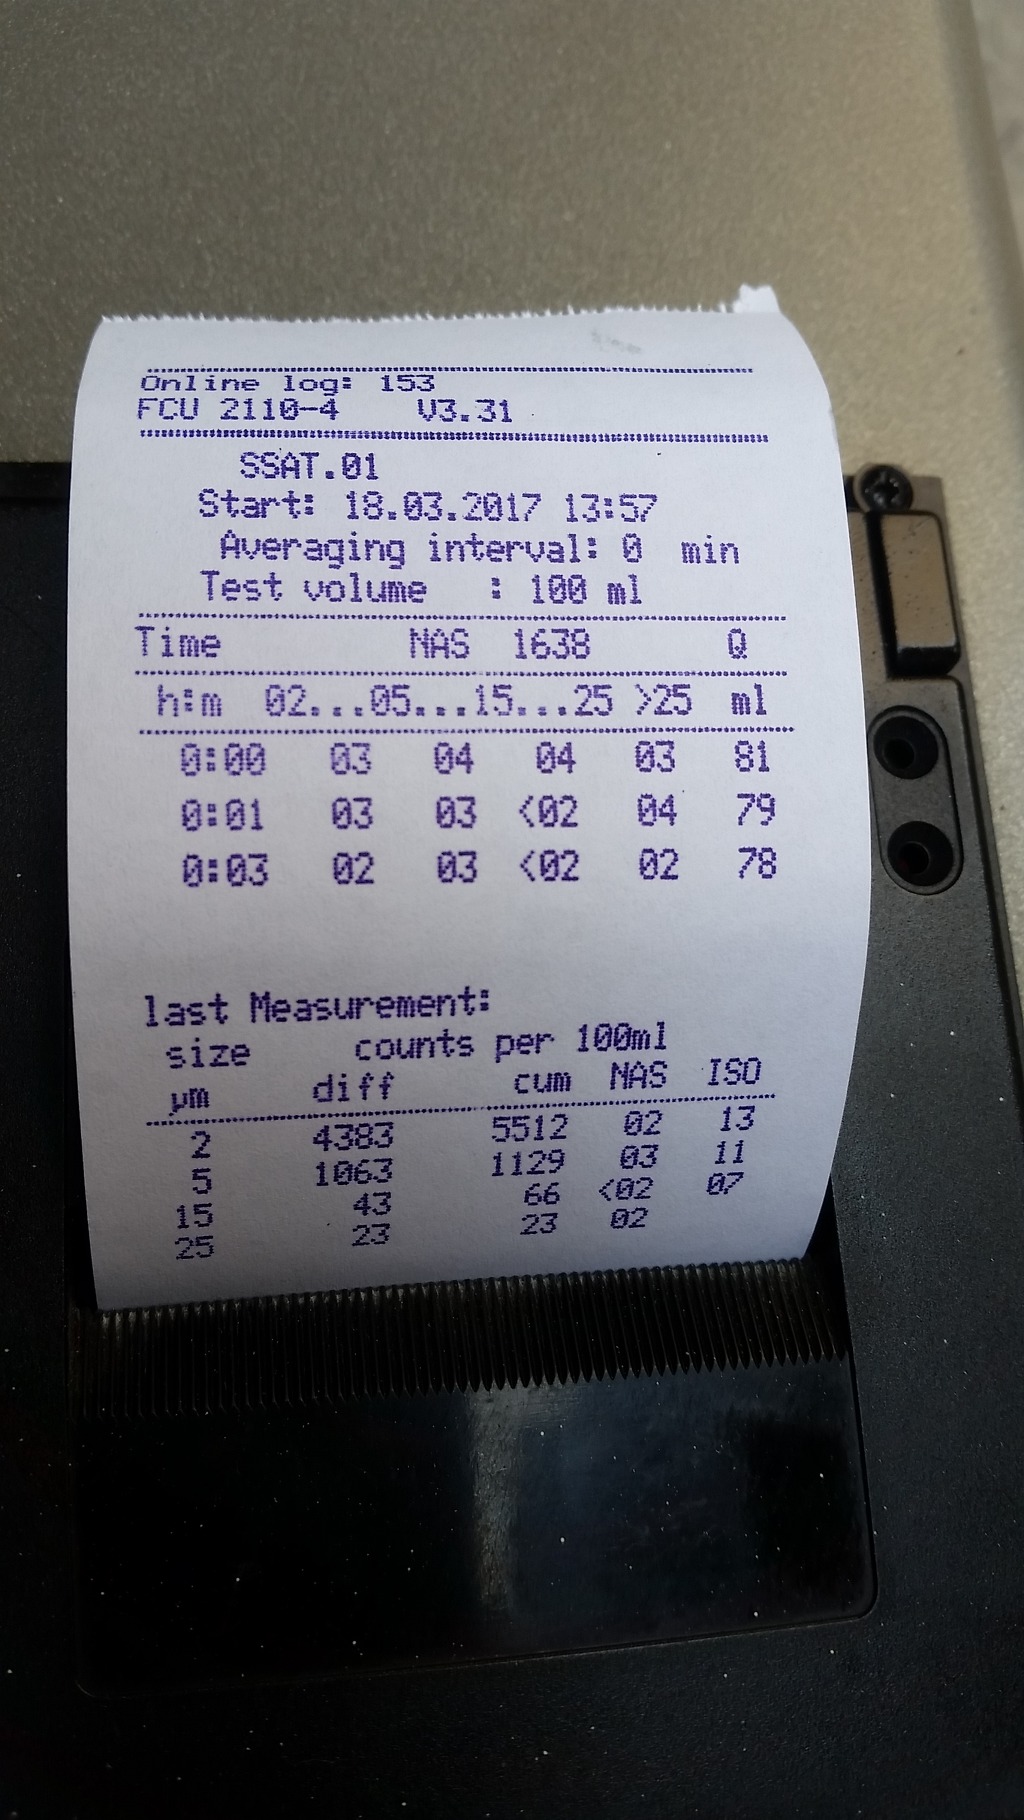 Online log: 153
FCU 2110-4 V3.31
SSAT.01
Start: 18.03.2017 13:57
Averaging interval: 0 min
Test volume : 100 ml
Time NAS 1638 Q
h:m 02...05...15...25 >25 ml
0:00 03 04 04 03 81
0:01 03 03 <02 04 79
0:03 02 03 <02 02 78
last Measurement:
size counts per 100ml
µm diff cum NAS ISO
2 4383 5512 02 13
5 1063 1129 03 11
15 43 66 <02 07
25 23 23 02